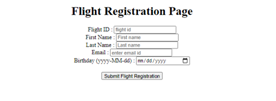 Flight Registration Page
Flight ID : flight id
First Name : First name
Last Name : Last name
Email : enter email id
Birthday (yyyy-MM-dd) : mm/dd/yyyy
Submit Flight Registration